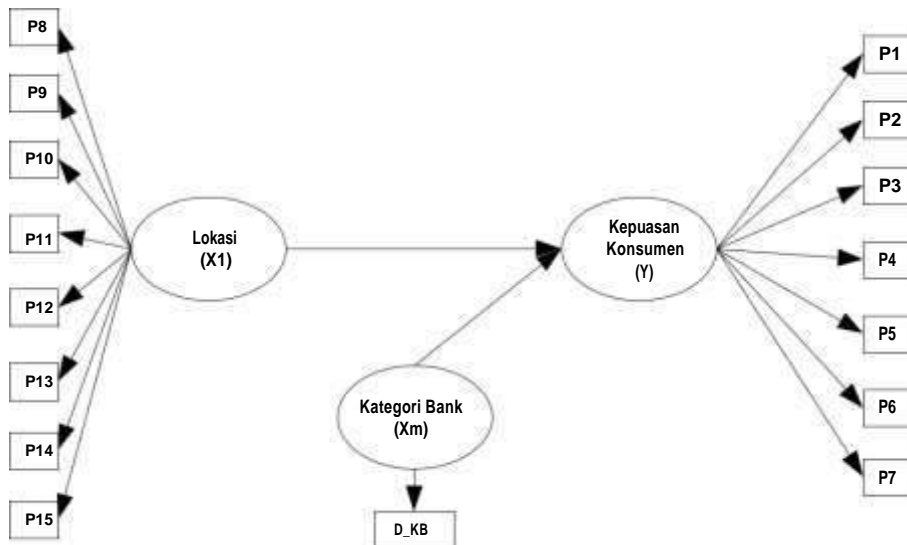 P8
P9
P10
P11
P12
P13
P14
P15
Lokasi
(X1)
Kategori Bank
(Xm)
D_KB
Kepuasan
Konsumen
(Y)
P1
P2
P3
P4
P5
P6
P7